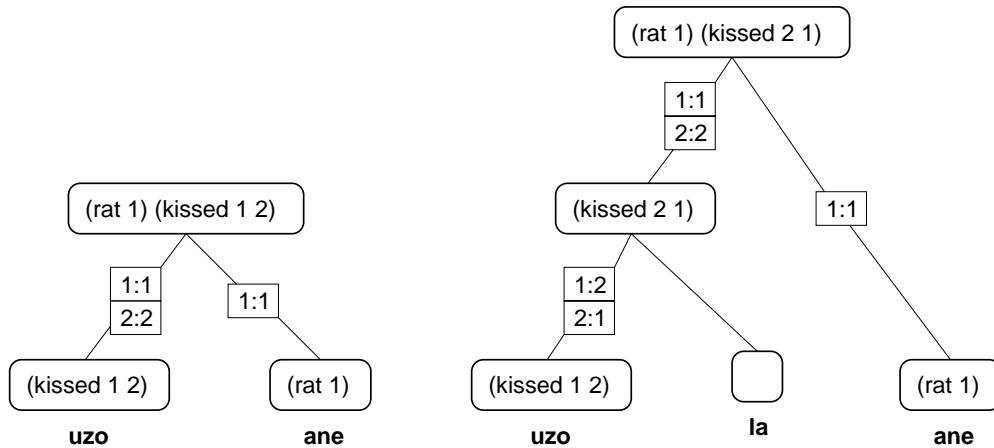 (rat 1) (kissed 1 2)
1:1
2:2
1:1
(kissed 1 2)
(rat 1)
uzo
ane
(rat 1) (kissed 2 1)
1:1
2:2
(kissed 2 1)
1:1
1:2
2:1
(kissed 1 2)
(rat 1)
uzo
la
ane